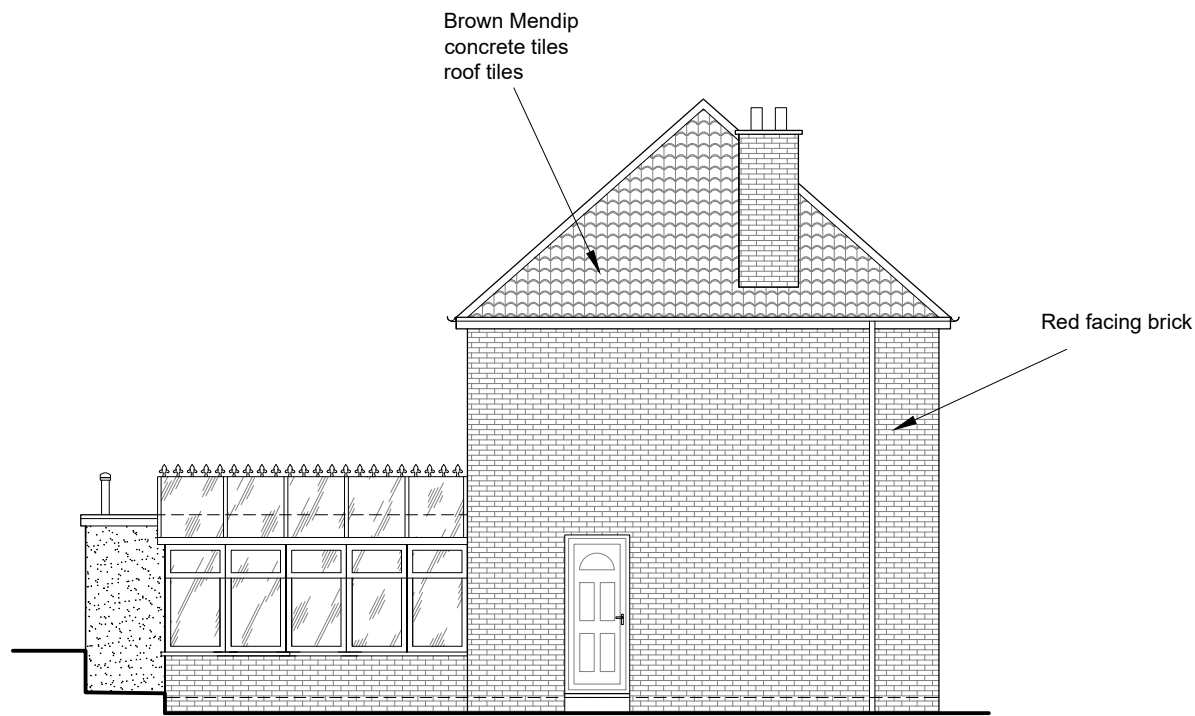 Brown Mendip
concrete tiles
roof tiles
Red facing brick